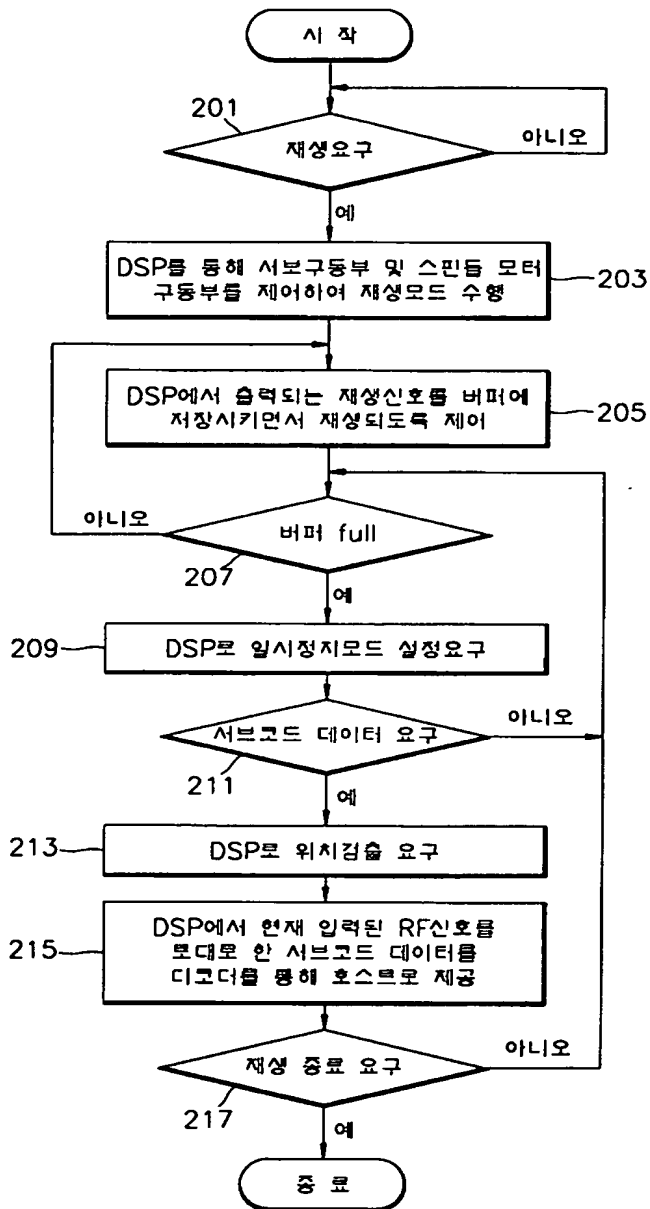 시 작
201
재생요구
아니오
예
DSP를 통해 서보구동부 및 스핀들 모터
구동부를 제어하여 재생모드 수행
203
DSP에서 출력되는 재생신호를 버퍼에
저장시키면서 재생되도록 제어
205
아니오
버퍼 full
207
예
209
DSP로 일시정지모드 설정요구
서브코드 데이터 요구
아니오
211
예
213
DSP로 위치검출 요구
215
DSP에서 현재 입력된 RF신호를
토대로 한 서브코드 데이터를
디코더를 통해 호스트로 제공
재생 종료 요구
아니오
217
예
종 료